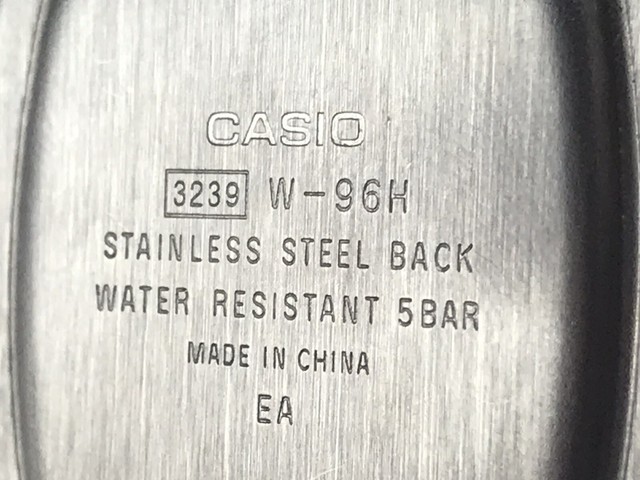 CASIO
3239 W-96H
STAINLESS STEEL BACK
WATER RESISTANT 5BAR
MADE IN CHINA
EA